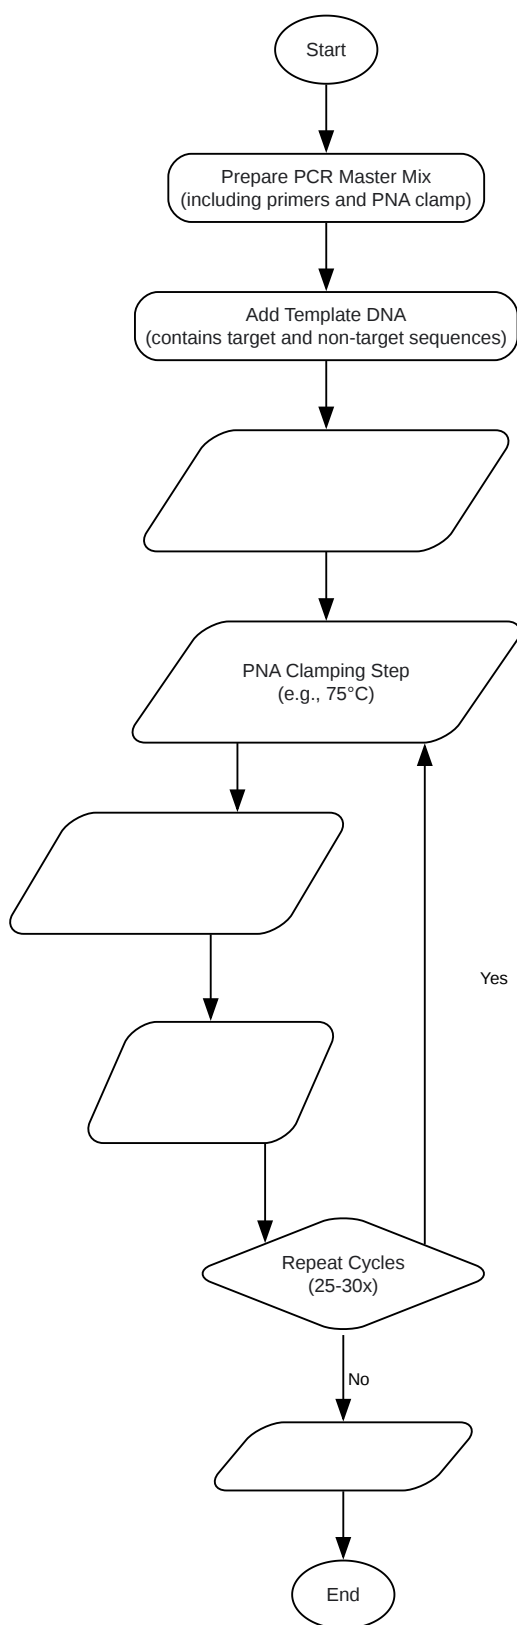 Start
Prepare PCR Master Mix
(including primers and PNA clamp)
Add Template DNA
(contains target and non-target sequences)
PNA Clamping Step
(e.g., 75°C)
Yes
Repeat Cycles
(25-30x)
No
End